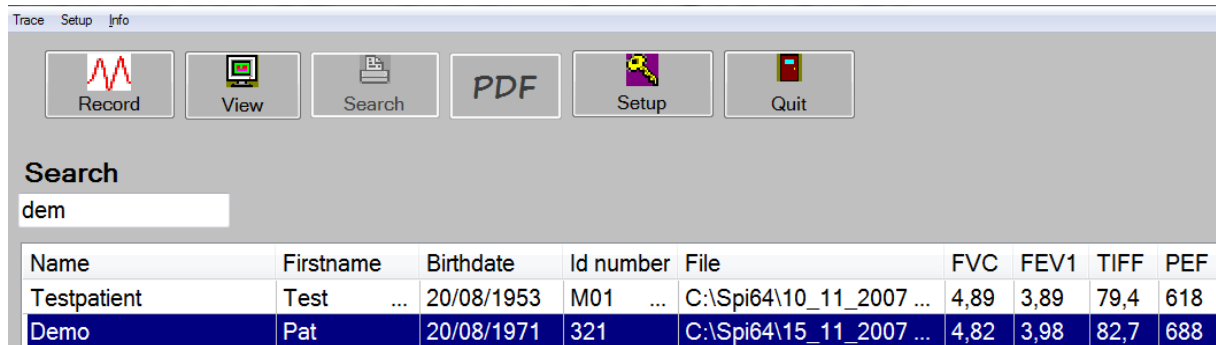 Trace Setup Info
Record View Search PDF Setup Quit
Search
dem
Name Firstname Birthdate Id number File FVC FEV1 TIFF PEF
Testpatient Test ... 20/08/1953 M01 ... C:\Spi64\10_11_2007 ... 4,89 3,89 79,4 618
Demo Pat 20/08/1971 321 C:\Spi64\15_11_2007 ... 4,82 3,98 82,7 688